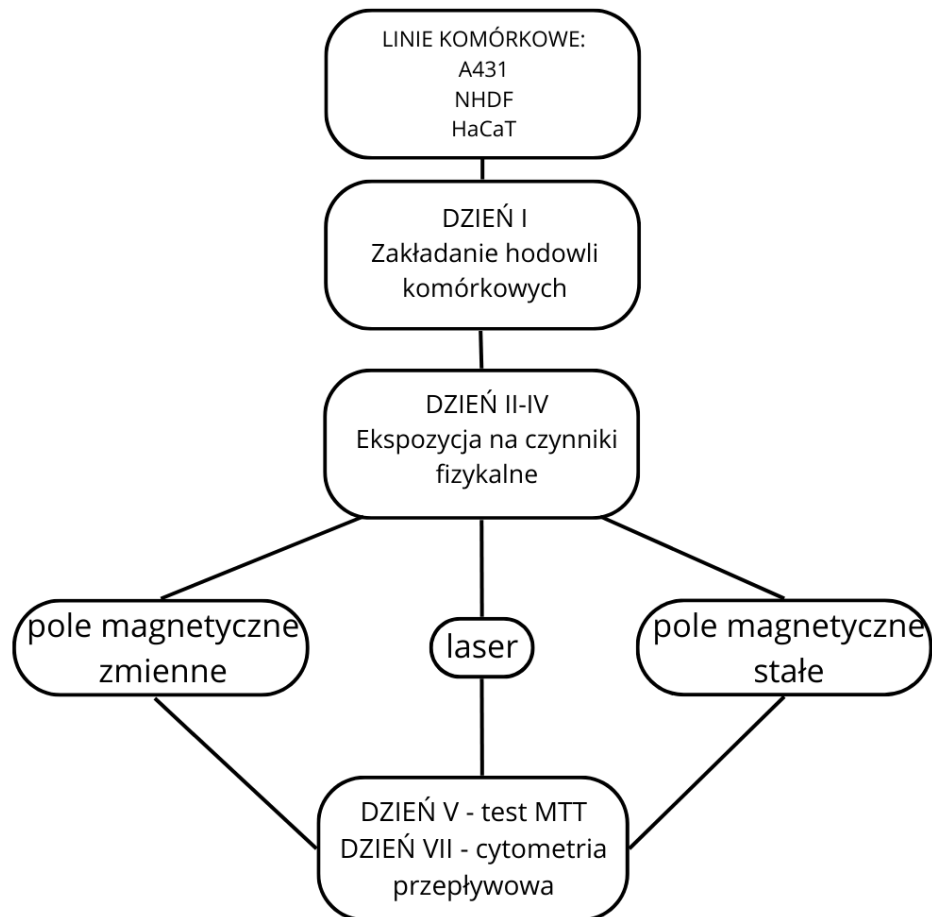 LINIE KOMÓRKOWE:
A431
NHDF
HaCaT
DZIEŃ I
Zakładanie hodowli
komórkowych
DZIEŃ II-IV
Ekspozycja na czynniki
fizykalne
pole magnetyczne
zmienne
laser
pole magnetyczne
stałe
DZIEŃ V - test MTT
DZIEŃ VII - cytometria
przepływowa